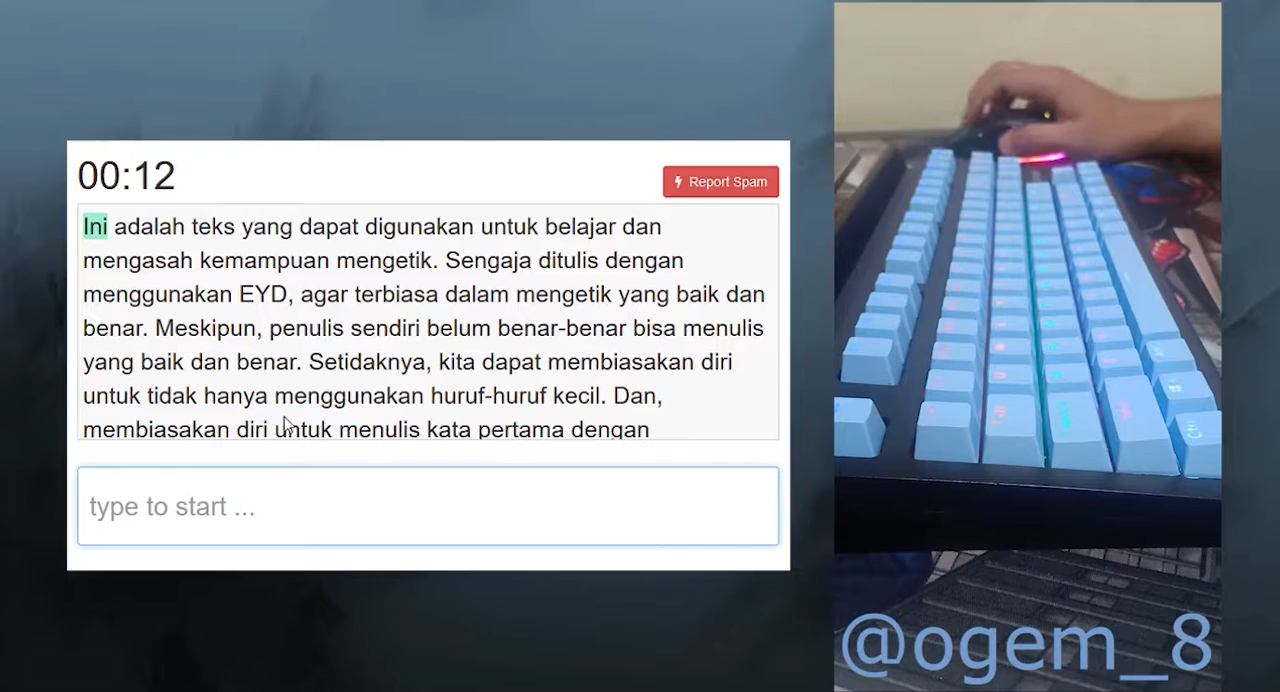 00:12
Report Spam
Ini adalah teks yang dapat digunakan untuk belajar dan
mengasah kemampuan mengetik. Sengaja ditulis dengan
menggunakan EYD, agar terbiasa dalam mengetik yang baik dan
benar. Meskipun, penulis sendiri belum benar-benar bisa menulis
yang baik dan benar. Setidaknya, kita dapat membiasakan diri
untuk tidak hanya menggunakan huruf-huruf kecil. Dan,
membiasakan diri untuk menulis kata pertama dengan
type to start ...
@ogem_8